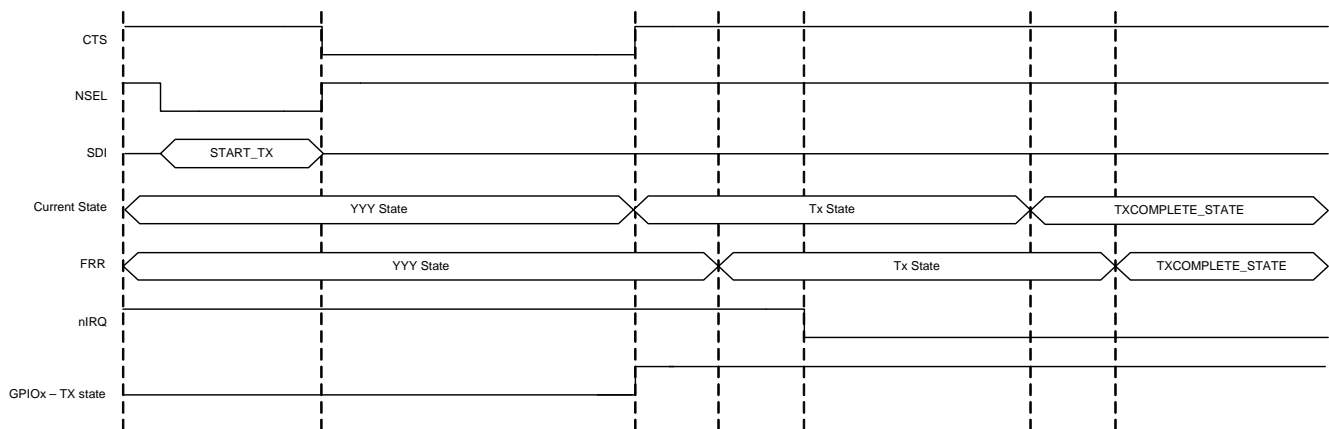 CTS
NSEL
SDI START_TX
Current State YYY State Tx State TXCOMPLETE_STATE
FRR YYY State Tx State TXCOMPLETE_STATE
nIRQ
GPIOx – TX state